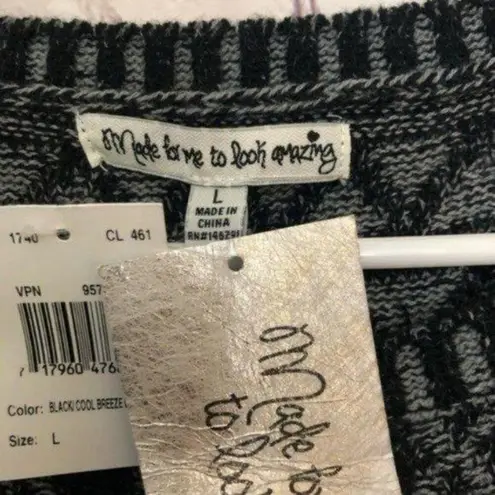 Made for me to look amazing
L
MADE IN
CHINA
1740 CL 461
VPN 957
7 17960
Color: BLACK/COOL BREEZE
Size: L
Made fo
to loo